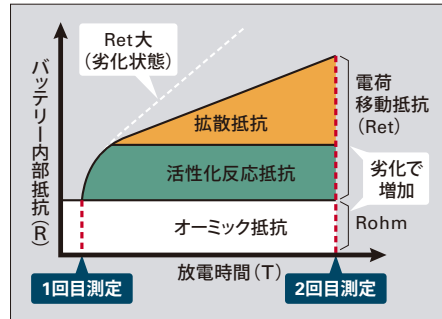 Ret大
(劣化状態)
バッテリー内部抵抗(R)
拡散抵抗
活性化反応抵抗
オーミック抵抗
電荷
移動抵抗
(Ret)
劣化で
増加
Rohm
放電時間(T)
1回目測定
2回目測定